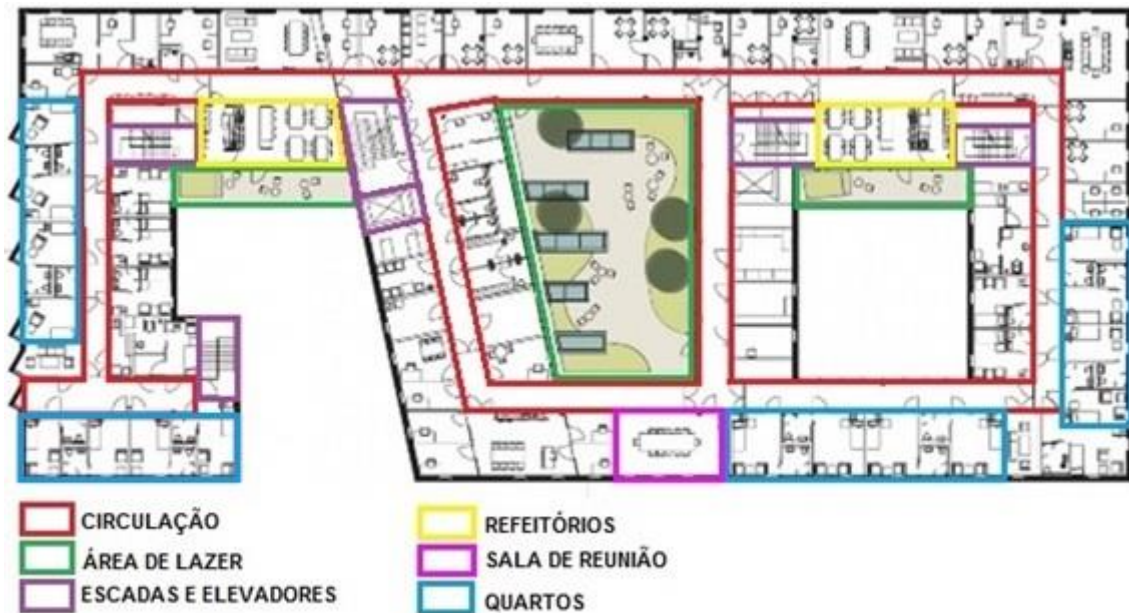 CIRCULAÇÃO
ÁREA DE LAZER
ESCADAS E ELEVADORES
REFEITÓRIOS
SALA DE REUNIÃO
QUARTOS